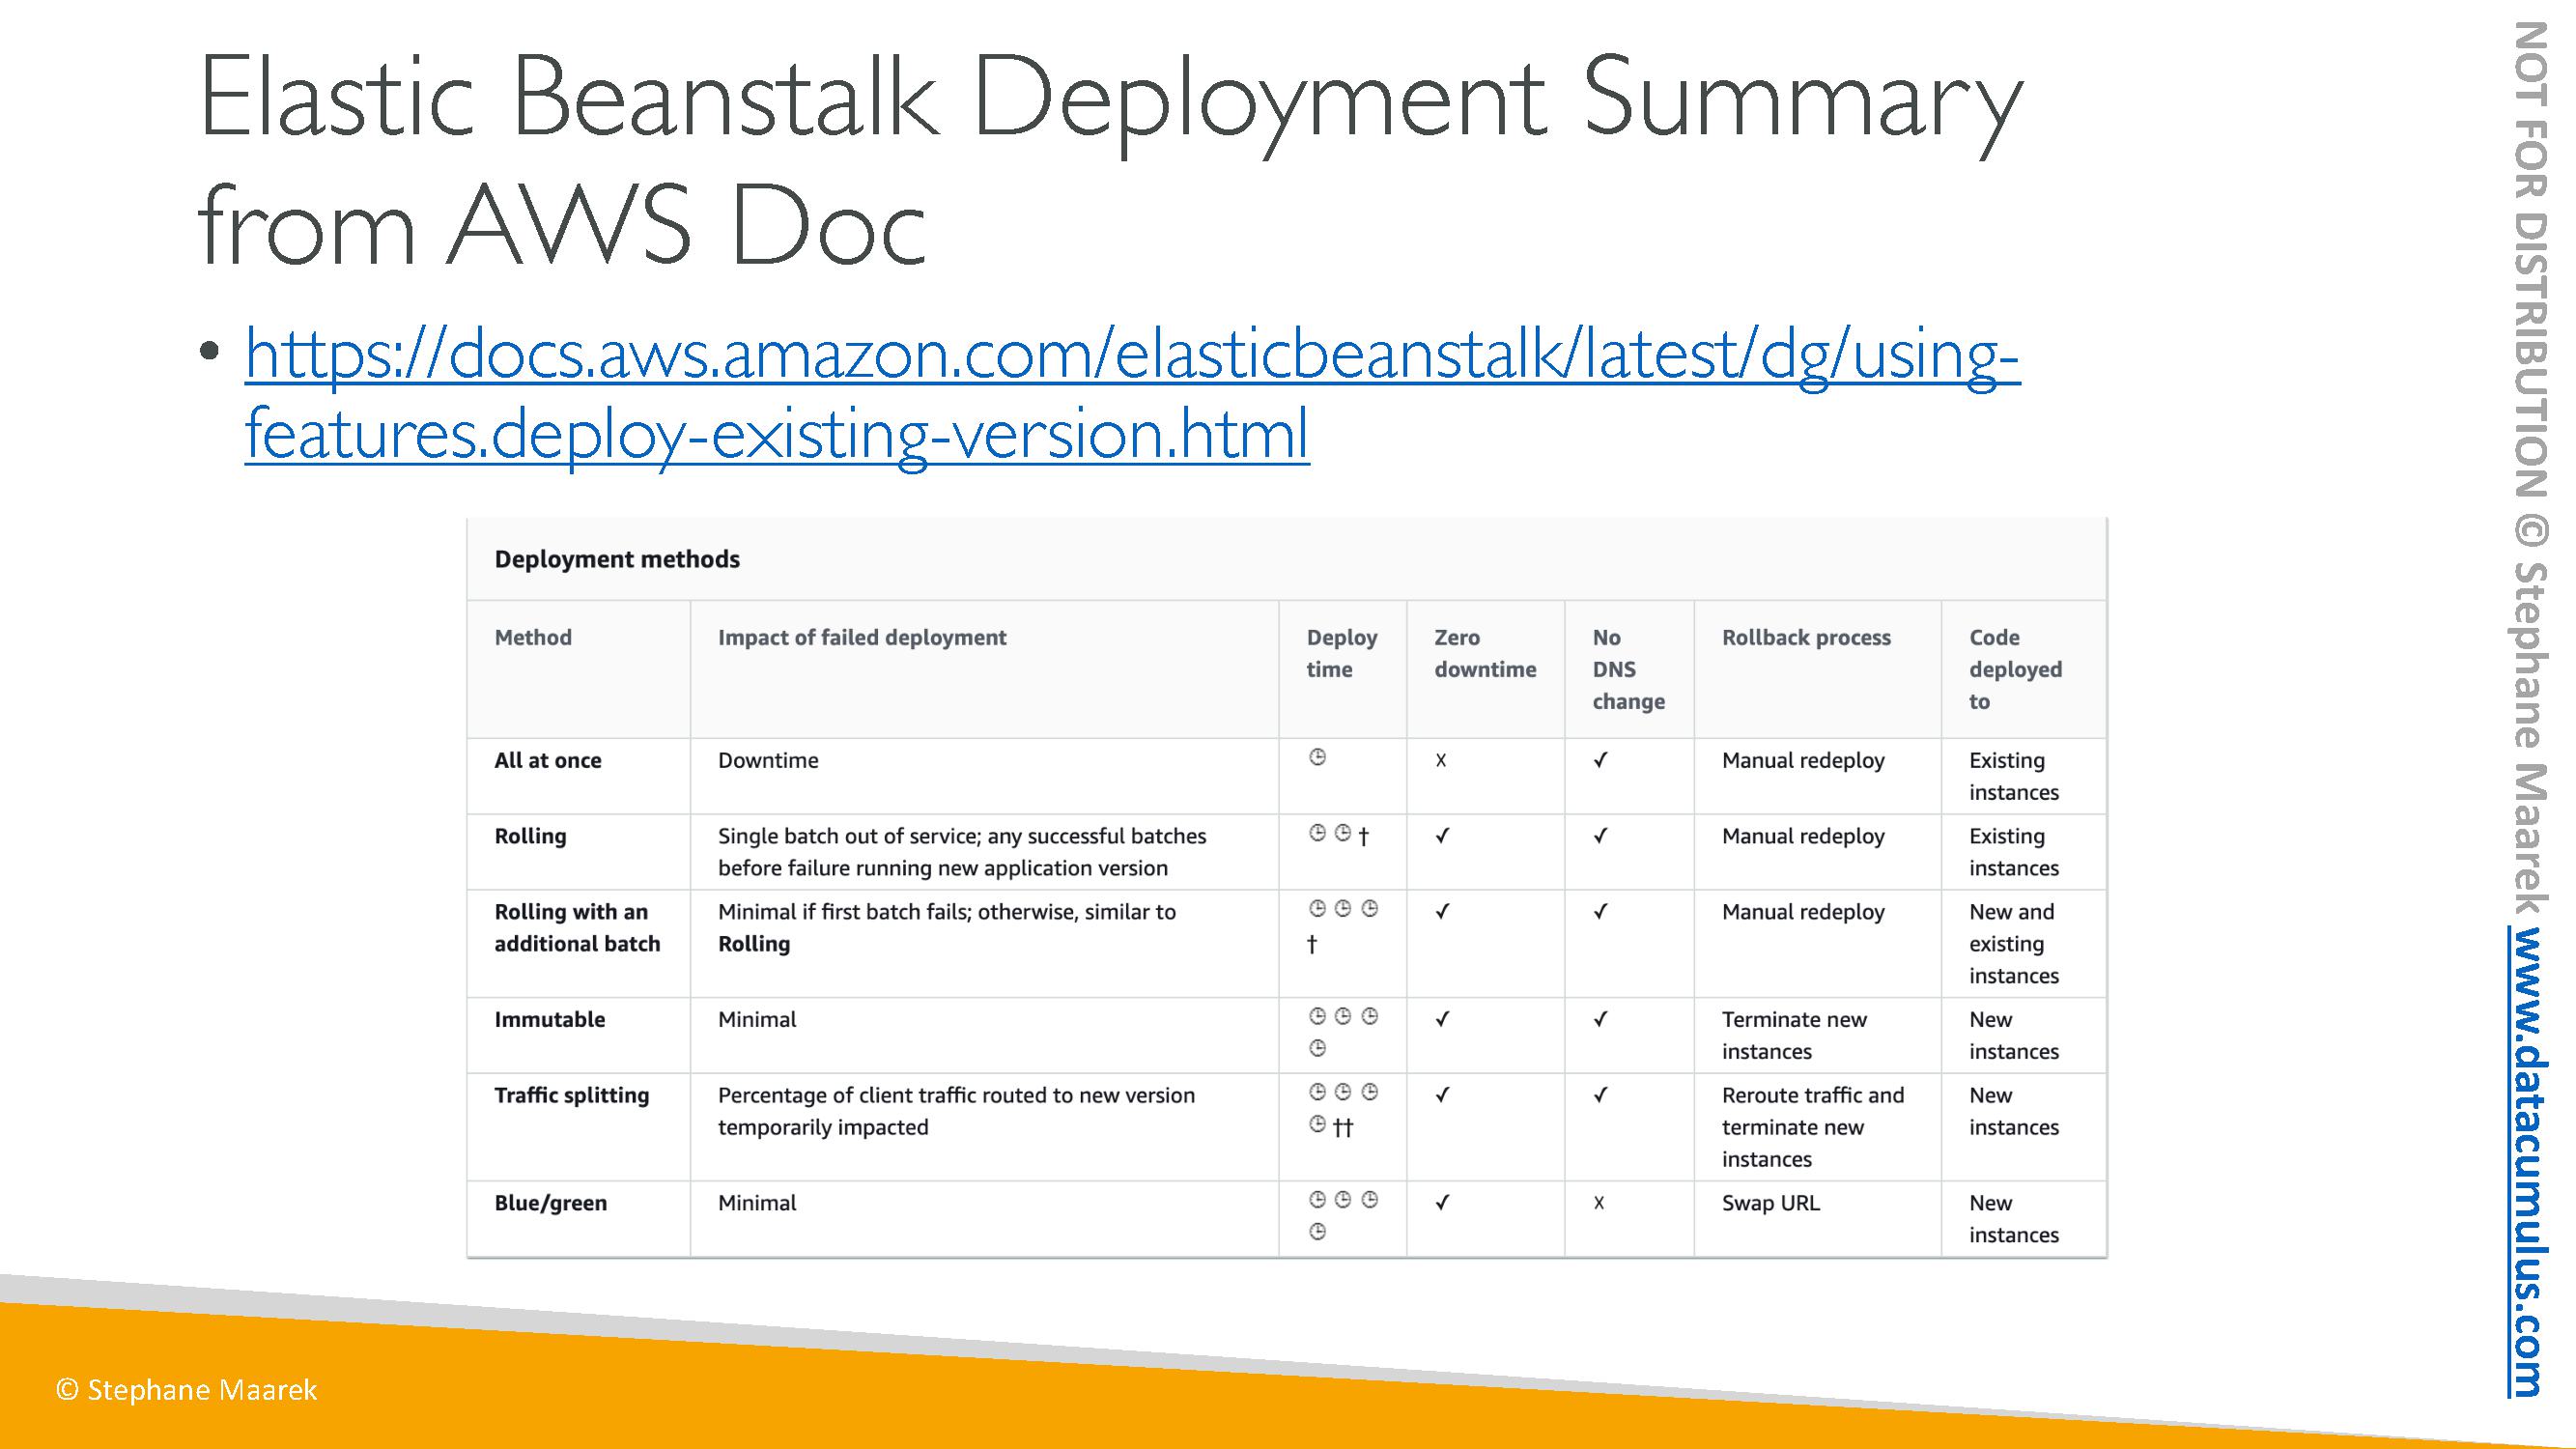 Elastic Beanstalk Deployment Summary
from AWS Doc
• https://docs.aws.amazon.com/elasticbeanstalk/latest/dg/using-
features.deploy-existing-version.html
Deployment methods
Method Impact of failed deployment Deploy time Zero downtime No DNS change Rollback process Code deployed to
All at once Downtime 🕒 x ✓ Manual redeploy Existing instances
Rolling Single batch out of service; any successful batches before failure running new application version 🕒 🕒 † ✓ ✓ Manual redeploy Existing instances
Rolling with an additional batch Minimal if first batch fails; otherwise, similar to Rolling 🕒 🕒 🕒 † ✓ ✓ Manual redeploy New and existing instances
Immutable Minimal 🕒 🕒 🕒 🕒 ✓ ✓ Terminate new instances New instances
Traffic splitting Percentage of client traffic routed to new version temporarily impacted 🕒 🕒 🕒 🕒 †† ✓ ✓ Reroute traffic and terminate new instances New instances
Blue/green Minimal 🕒 🕒 🕒 🕒 ✓ x Swap URL New instances
© Stephane Maarek
NOT FOR DISTRIBUTION © Stephane Maarek www.datacumulus.com